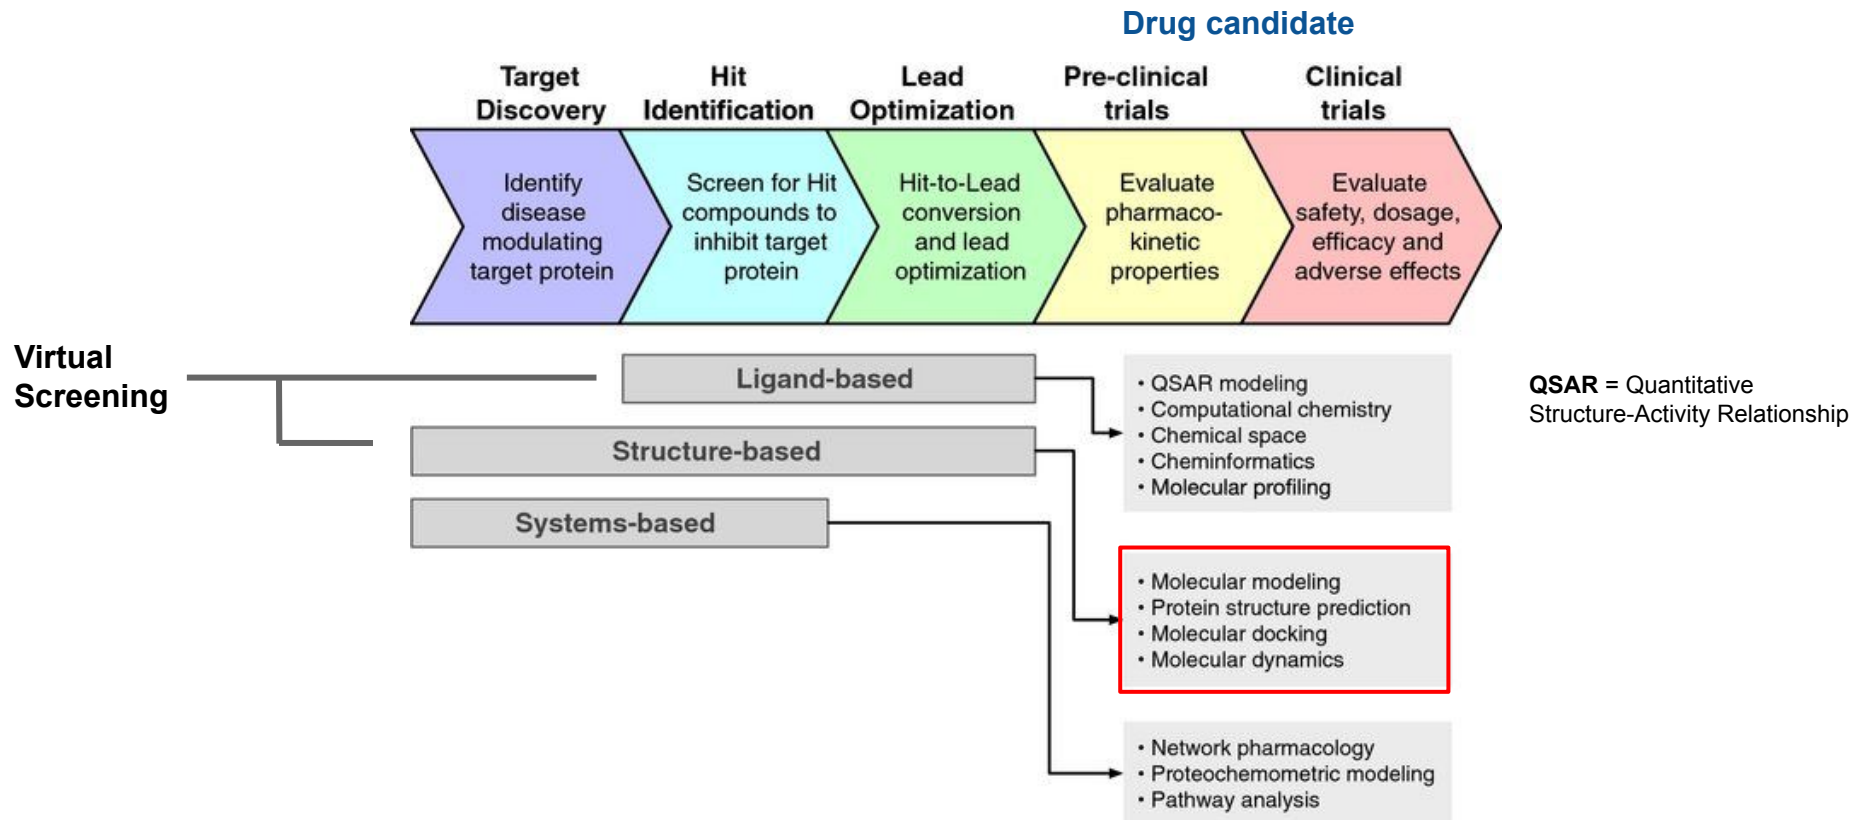 Drug candidate
Target
Discovery
Hit
Identification
Lead
Optimization
Pre-clinical
trials
Clinical
trials
Identify
disease
modulating
target protein
Screen for Hit
compounds to
inhibit target
protein
Hit-to-Lead
conversion
and lead
optimization
Evaluate
pharmaco-
kinetic
properties
Evaluate
safety, dosage,
efficacy and
adverse effects
Virtual
Screening
Ligand-based
Structure-based
Systems-based
• QSAR modeling
• Computational chemistry
• Chemical space
• Cheminformatics
• Molecular profiling
QSAR = Quantitative
Structure-Activity Relationship
• Molecular modeling
• Protein structure prediction
• Molecular docking
• Molecular dynamics
• Network pharmacology
• Proteochemometric modeling
• Pathway analysis